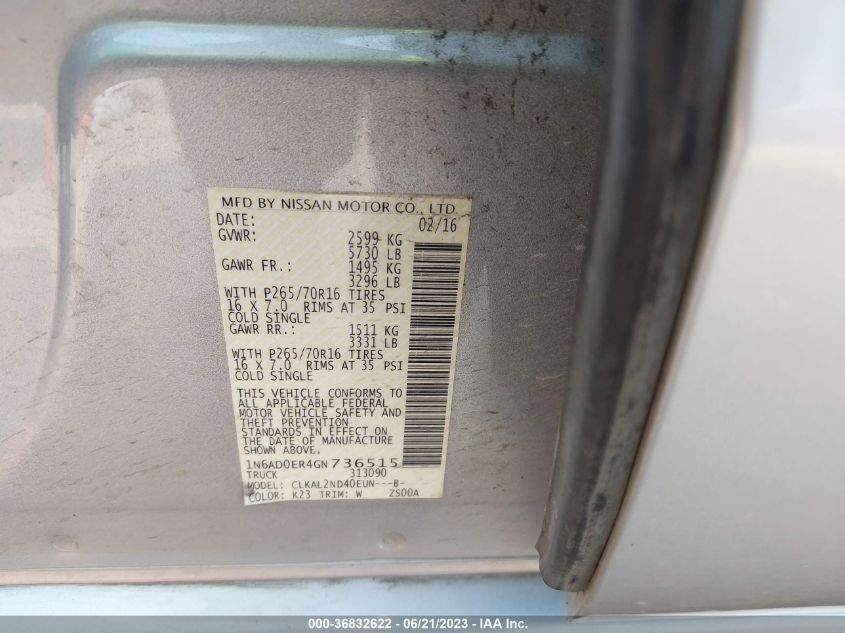 MFD BY NISSAN MOTOR CO., LTD.
DATE: 02/16
GVWR: 2599 KG
5730 LB
GAWR FR.: 1495 KG
3296 LB
WITH P265/70R16 TIRES
16 X 7.0 RIMS AT 35 PSI
COLD SINGLE
GAWR RR.: 1511 KG
3331 LB
WITH P265/70R16 TIRES
16 X 7.0 RIMS AT 35 PSI
COLD SINGLE
THIS VEHICLE CONFORMS TO
ALL APPLICABLE FEDERAL
MOTOR VEHICLE SAFETY AND
THEFT PREVENTION
STANDARDS IN EFFECT ON
THE DATE OF MANUFACTURE
SHOWN ABOVE.
1N6AD0ER4GN736515
TRUCK 313090
MODEL: CLKAL2ND40EUN---B-
COLOR: K23 TRIM: W ZS00A
000-36832622 - 06/21/2023 - IAA Inc.